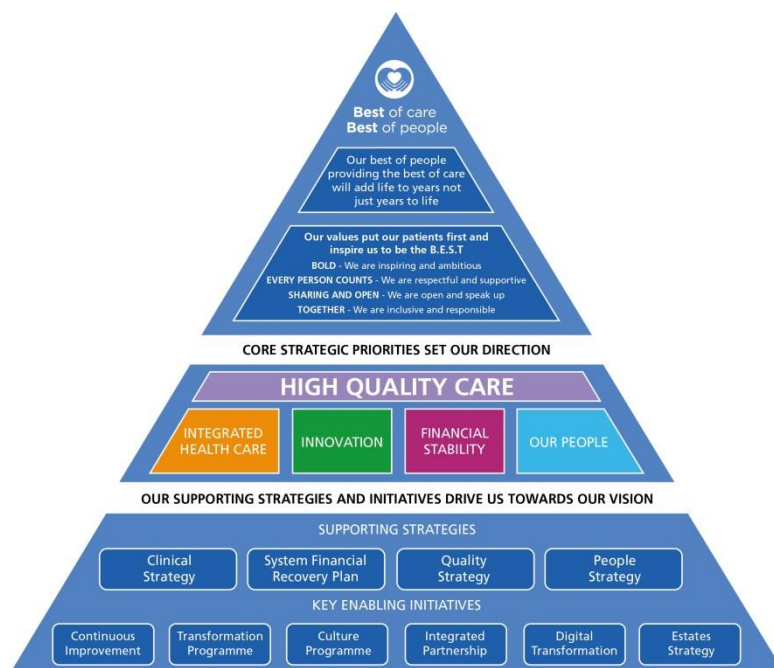 Best of care
Best of people
Our best of people
providing the best of care
will add life to years not
just years to life
Our values put our patients first and
inspire us to be the B.E.S.T
BOLD - We are inspiring and ambitious
EVERY PERSON COUNTS - We are respectful and supportive
SHARING AND OPEN - We are open and speak up
TOGETHER - We are inclusive and responsible
CORE STRATEGIC PRIORITIES SET OUR DIRECTION
HIGH QUALITY CARE
INTEGRATED
HEALTH CARE
INNOVATION
FINANCIAL
STABILITY
OUR PEOPLE
OUR SUPPORTING STRATEGIES AND INITIATIVES DRIVE US TOWARDS OUR VISION
SUPPORTING STRATEGIES
Clinical
Strategy
System Financial
Recovery Plan
Quality
Strategy
People
Strategy
KEY ENABLING INITIATIVES
Continuous
Improvement
Transformation
Programme
Culture
Programme
Integrated
Partnership
Digital
Transformation
Estates
Strategy